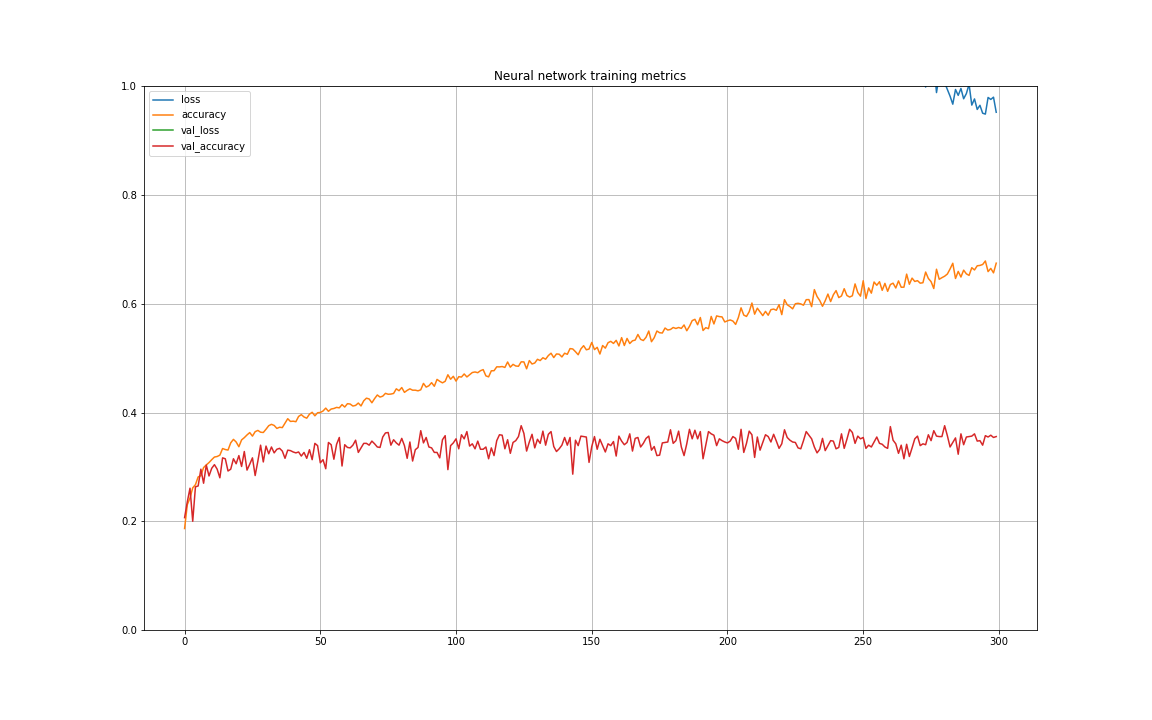 Neural network training metrics
1.0
loss
accuracy
val_loss
val_accuracy
0.8
0.6
0.4
0.2
0.0
0 50 100 150 200 250 300